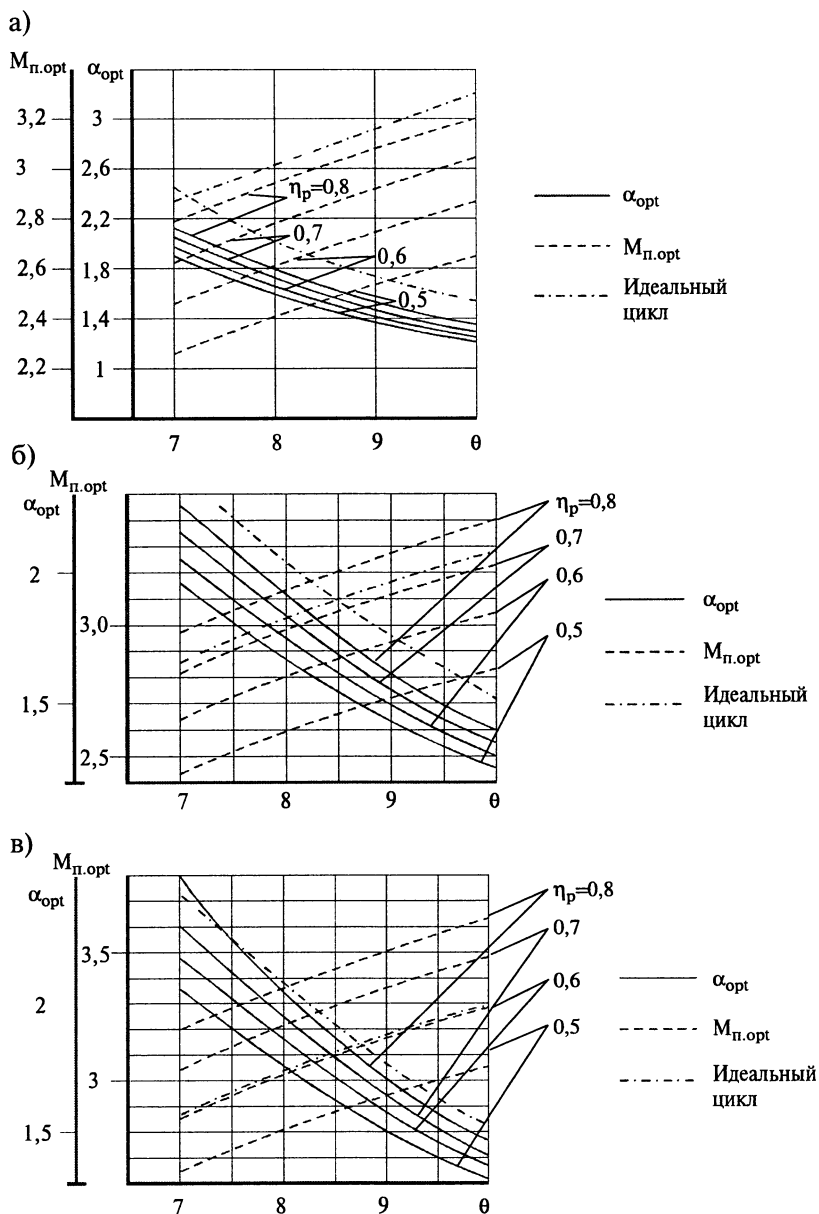 а)
Mп.opt αopt
3,2 3
3 2,6
ηp=0,8
αopt
2,8 2,2
0,7
Mп.opt
0,6
2,6 1,8
Идеальный
цикл
0,5
2,4 1,4
2,2 1
7 8 9 θ
б)
Mп.opt
αopt
ηp=0,8
0,7
2
0,6
αopt
3,0
0,5
Mп.opt
1,5
Идеальный
цикл
2,5
7 8 9 θ
в)
Mп.opt
αopt
ηp=0,8
0,7
3,5
0,6
αopt
2
0,5
Mп.opt
3
Идеальный
цикл
1,5
7 8 9 θ